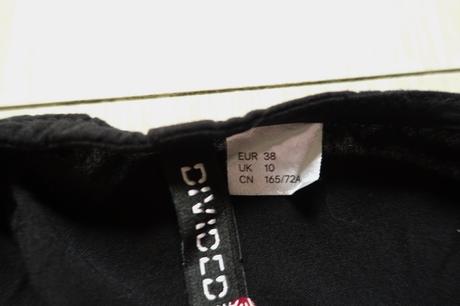 EUR 38
UK 10
CN 165/72A
DIVIDED